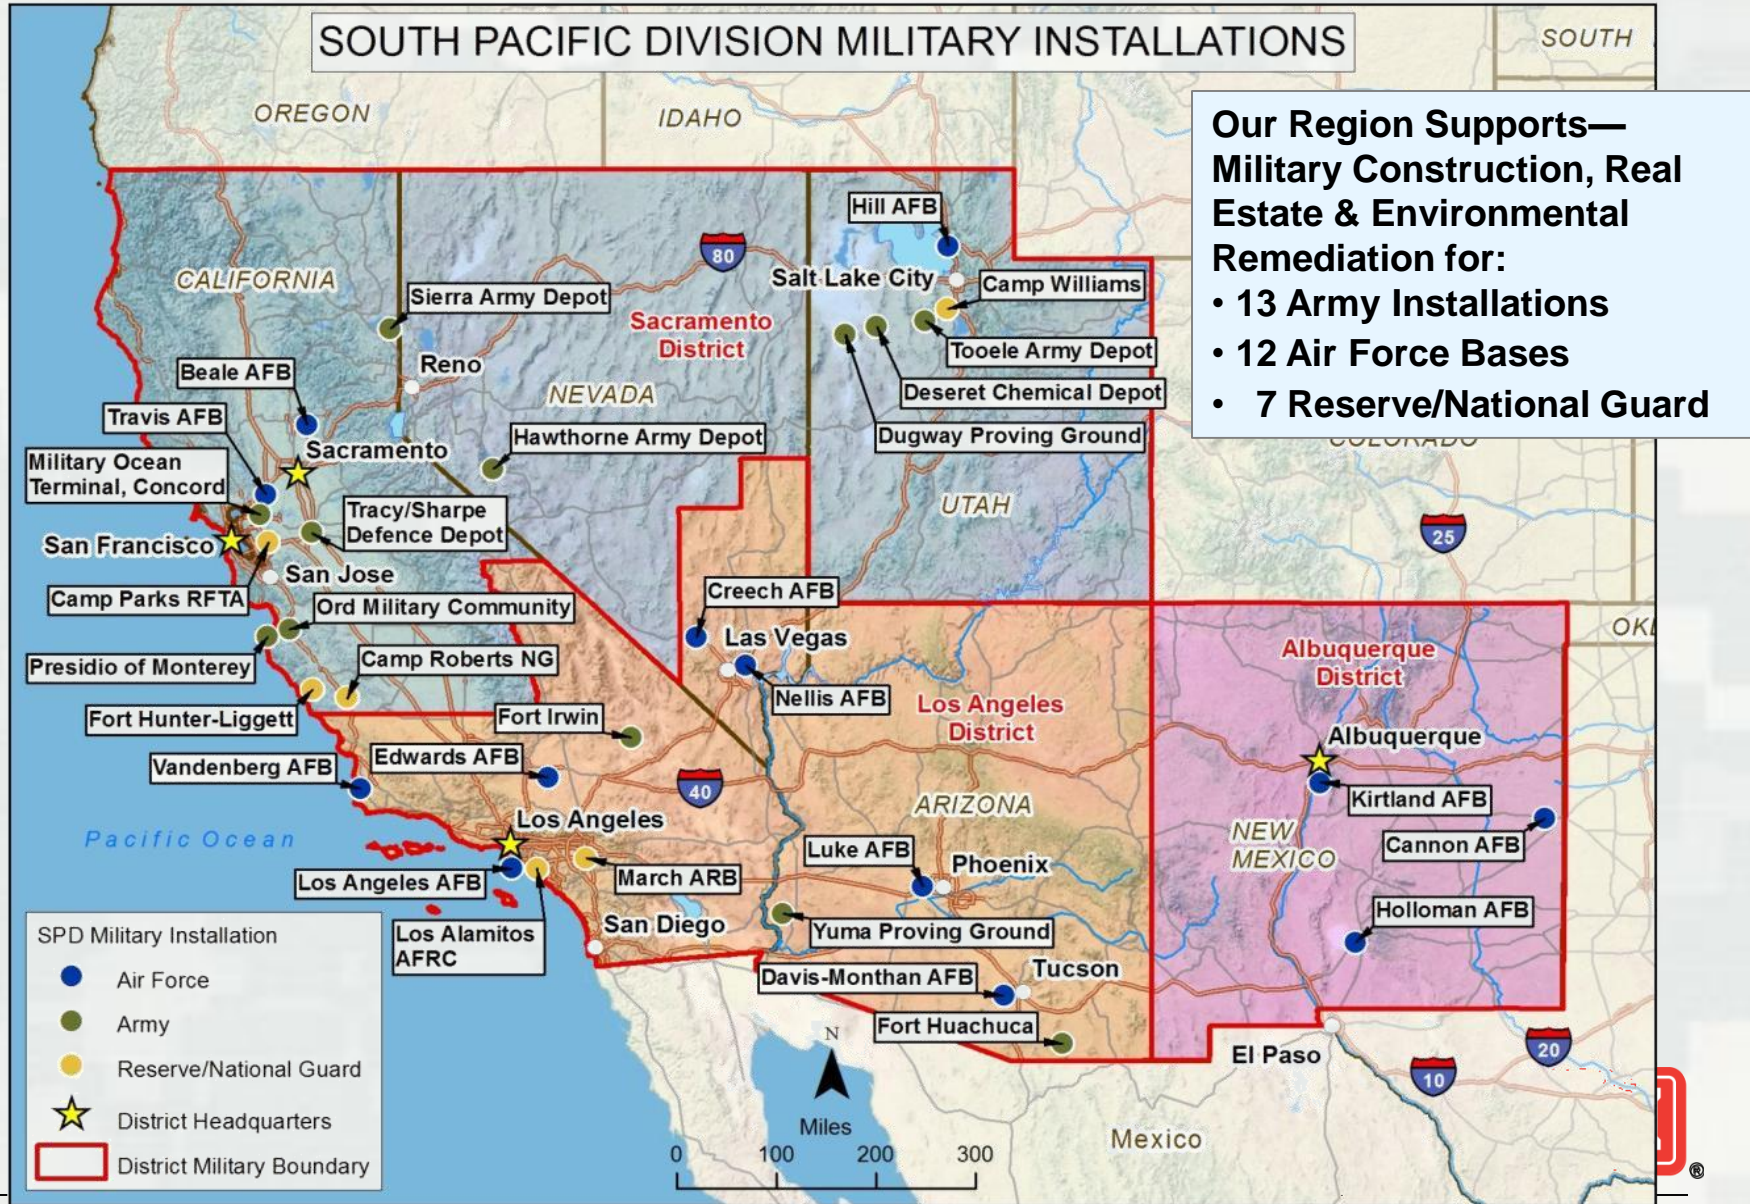 SOUTH PACIFIC DIVISION MILITARY INSTALLATIONS
SOUTH
OREGON
IDAHO
Our Region Supports—
Military Construction, Real
Estate & Environmental
Remediation for:
• 13 Army Installations
• 12 Air Force Bases
• 7 Reserve/National Guard
COLORADO
Hill AFB
80
CALIFORNIA
Salt Lake City
Camp Williams
Sierra Army Depot
Sacramento
District
Tooele Army Depot
Reno
Beale AFB
NEVADA
Deseret Chemical Depot
Travis AFB
Hawthorne Army Depot
Dugway Proving Ground
Sacramento
Military Ocean
Terminal, Concord
UTAH
Tracy/Sharpe
Defence Depot
25
San Francisco
San Jose
Creech AFB
Camp Parks RFTA
Ord Military Community
Las Vegas
OKL
Albuquerque
District
Presidio of Monterey
Camp Roberts NG
Nellis AFB
Los Angeles
District
Fort Hunter-Liggett
Fort Irwin
Albuquerque
Vandenberg AFB
Edwards AFB
40
Kirtland AFB
ARIZONA
Los Angeles
Pacific Ocean
NEW
MEXICO
Cannon AFB
Luke AFB
Phoenix
Los Angeles AFB
March ARB
Holloman AFB
San Diego
Los Alamitos
AFRC
Yuma Proving Ground
Tucson
Davis-Monthan AFB
Fort Huachuca
El Paso
20
10
Mexico
SPD Military Installation
Air Force
Army
Reserve/National Guard
District Headquarters
District Military Boundary
N
Miles
0 100 200 300
®